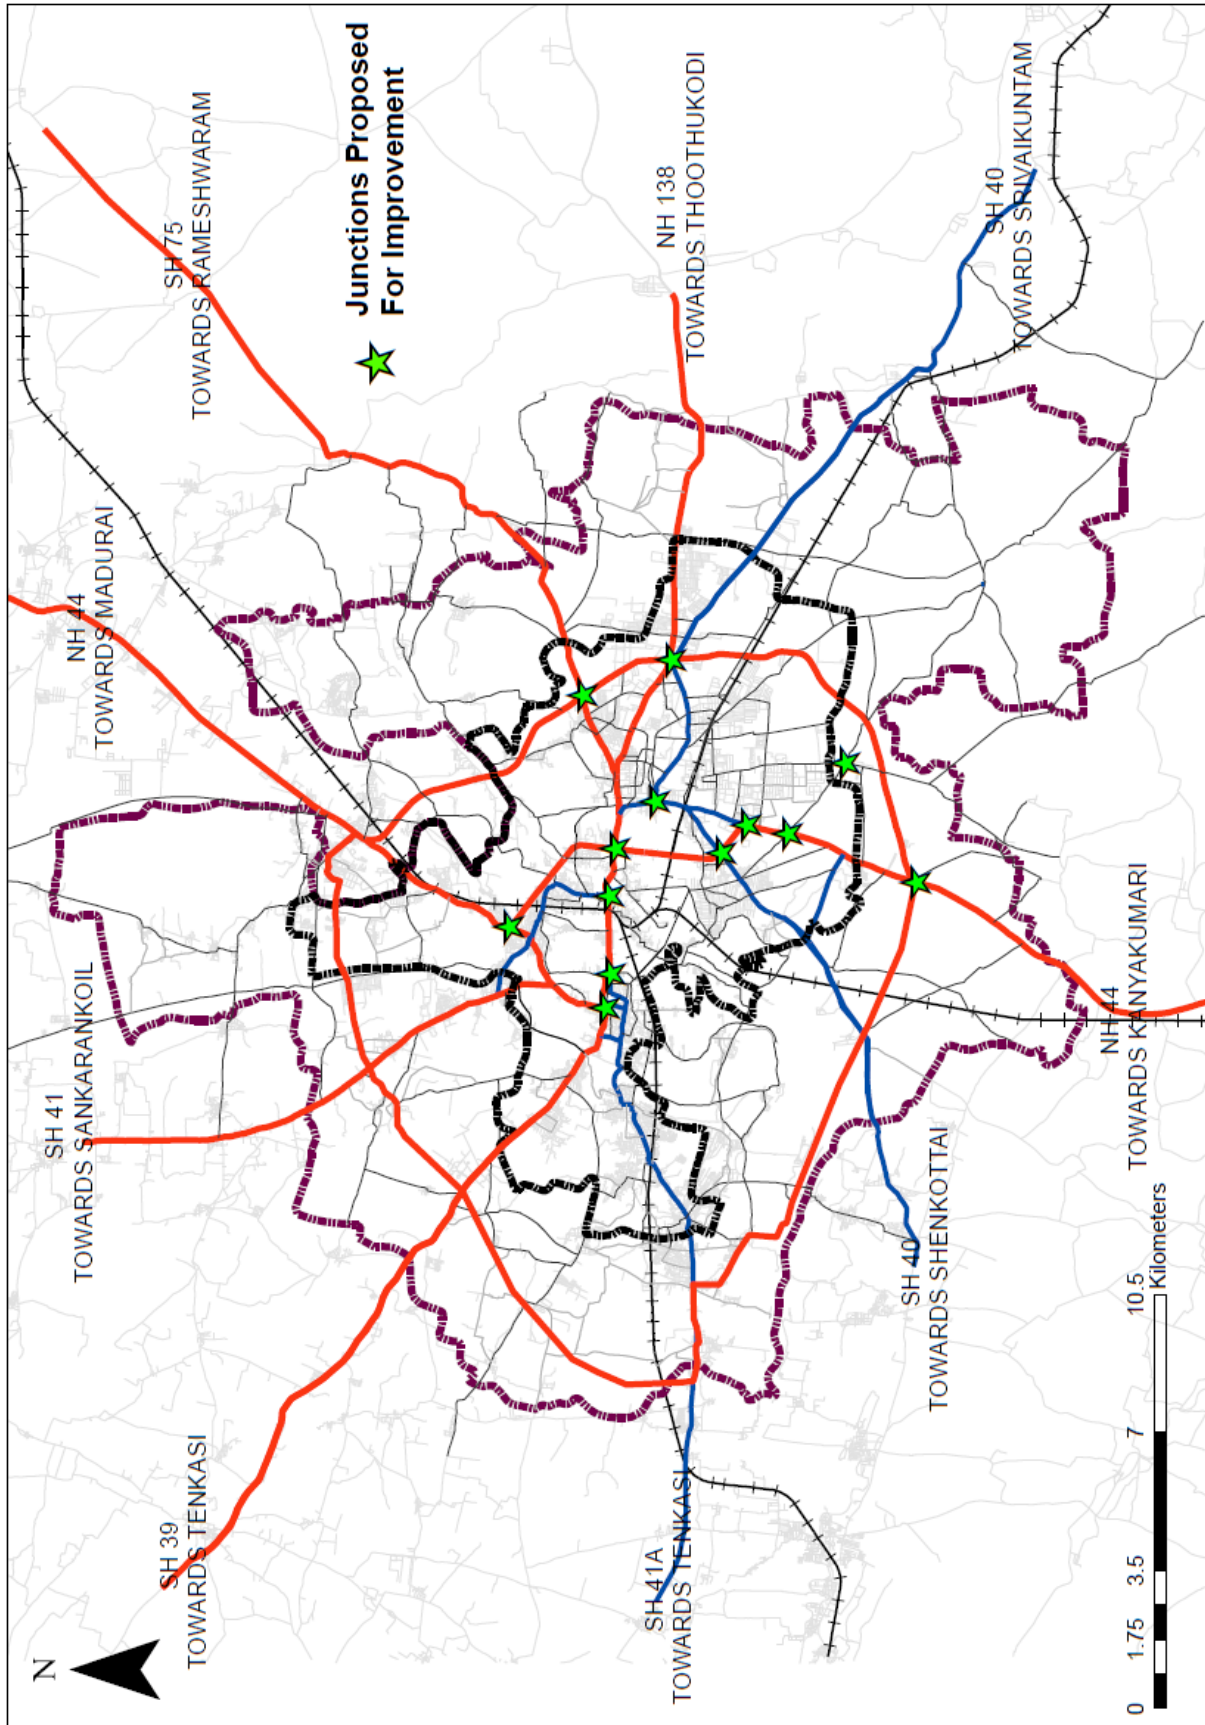 N
SH 39
TOWARDS TENKASI
SH 41
TOWARDS SANKARANKOIL
NH 44
TOWARDS MADURAI
SH 75
TOWARDS RAMESHWARAM
Junctions Proposed
For Improvement
NH 138
TOWARDS THOOTHUKODI
SH 40
TOWARDS SRIVAIKUNTAM
SH 41A
TOWARDS TENKASI
SH 40
TOWARDS SHENKOTTAI
NH 44
TOWARDS KANYAKUMARI
0 1.75 3.5 7 10.5
Kilometers